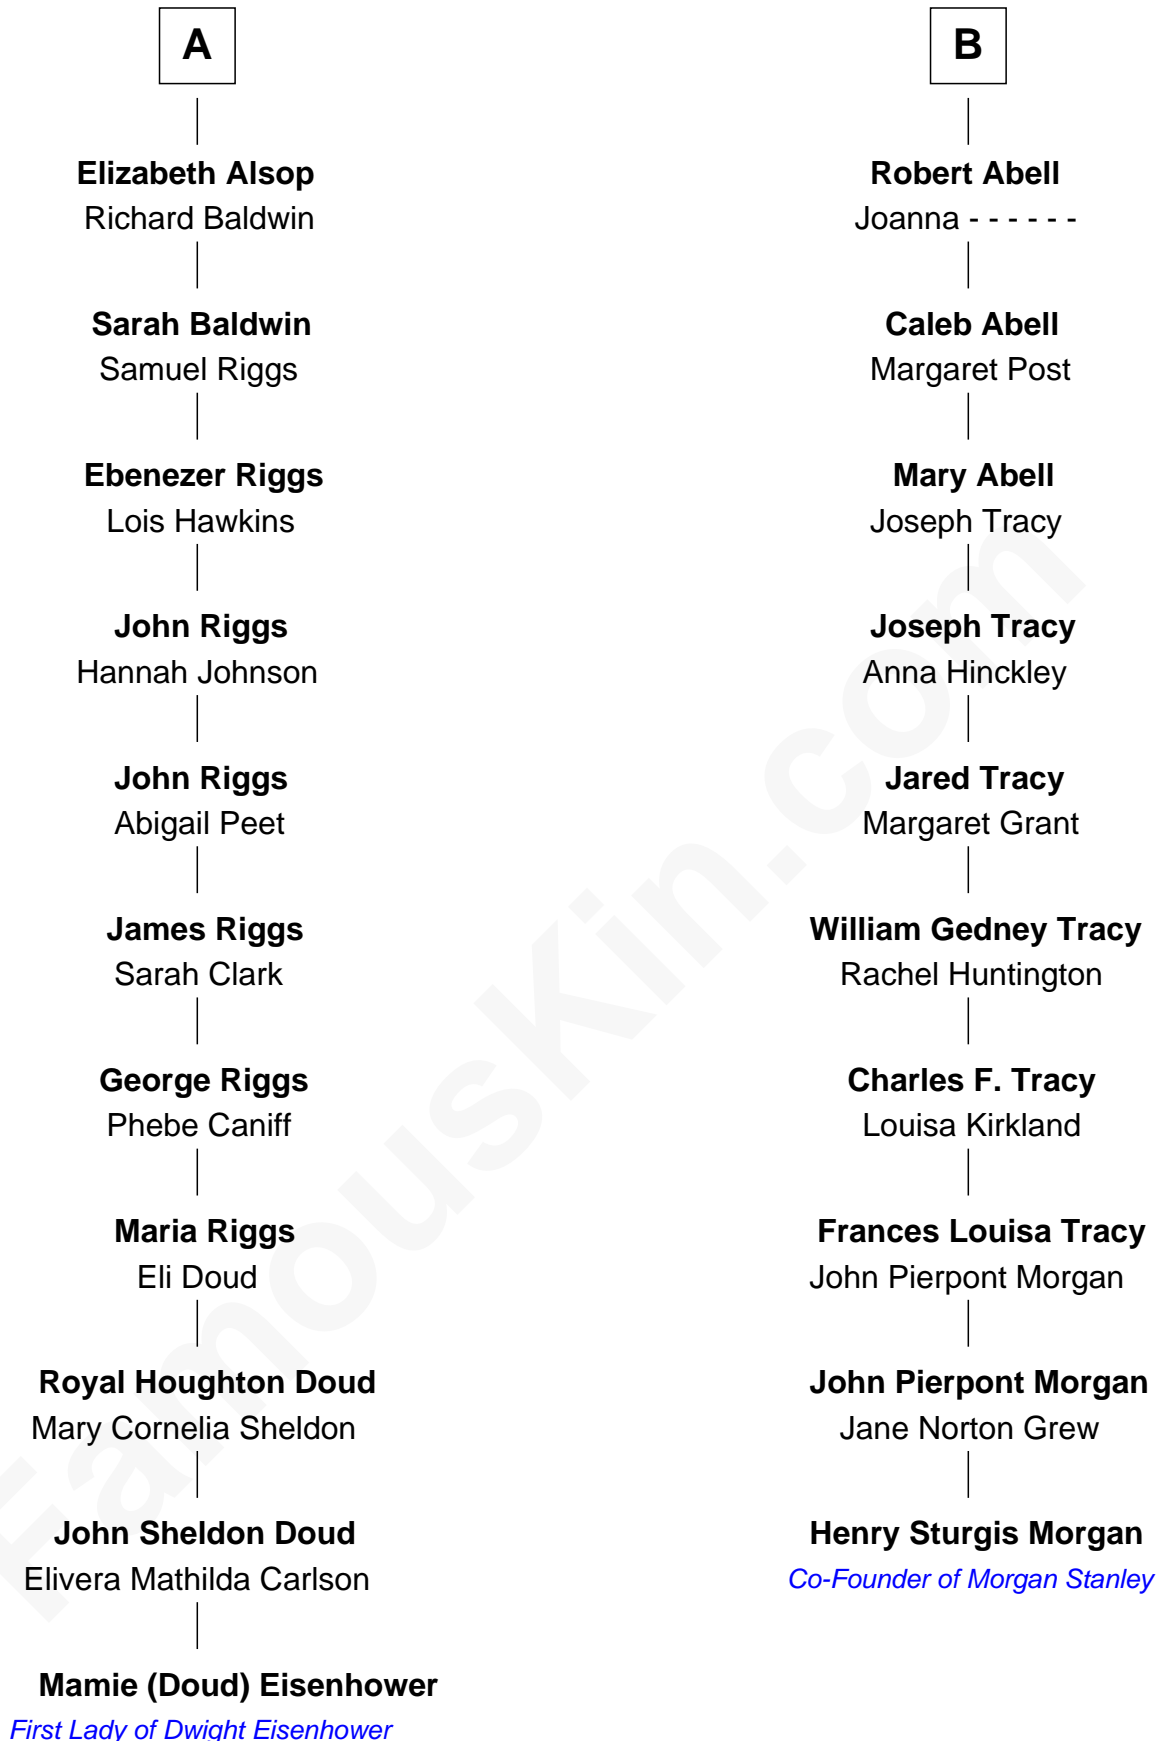 A
Elizabeth Alsop
Richard Baldwin
Sarah Baldwin
Samuel Riggs
Ebenezer Riggs
Lois Hawkins
John Riggs
Hannah Johnson
John Riggs
Abigail Peet
James Riggs
Sarah Clark
George Riggs
Phebe Caniff
Maria Riggs
Eli Doud
Royal Houghton Doud
Mary Cornelia Sheldon
John Sheldon Doud
Elivera Mathilda Carlson
Mamie (Doud) Eisenhower
First Lady of Dwight Eisenhower
B
Robert Abell
Joanna - - - - - -
Caleb Abell
Margaret Post
Mary Abell
Joseph Tracy
Joseph Tracy
Anna Hinckley
Jared Tracy
Margaret Grant
William Gedney Tracy
Rachel Huntington
Charles F. Tracy
Louisa Kirkland
Frances Louisa Tracy
John Pierpont Morgan
John Pierpont Morgan
Jane Norton Grew
Henry Sturgis Morgan
Co-Founder of Morgan Stanley
FamousKin.com